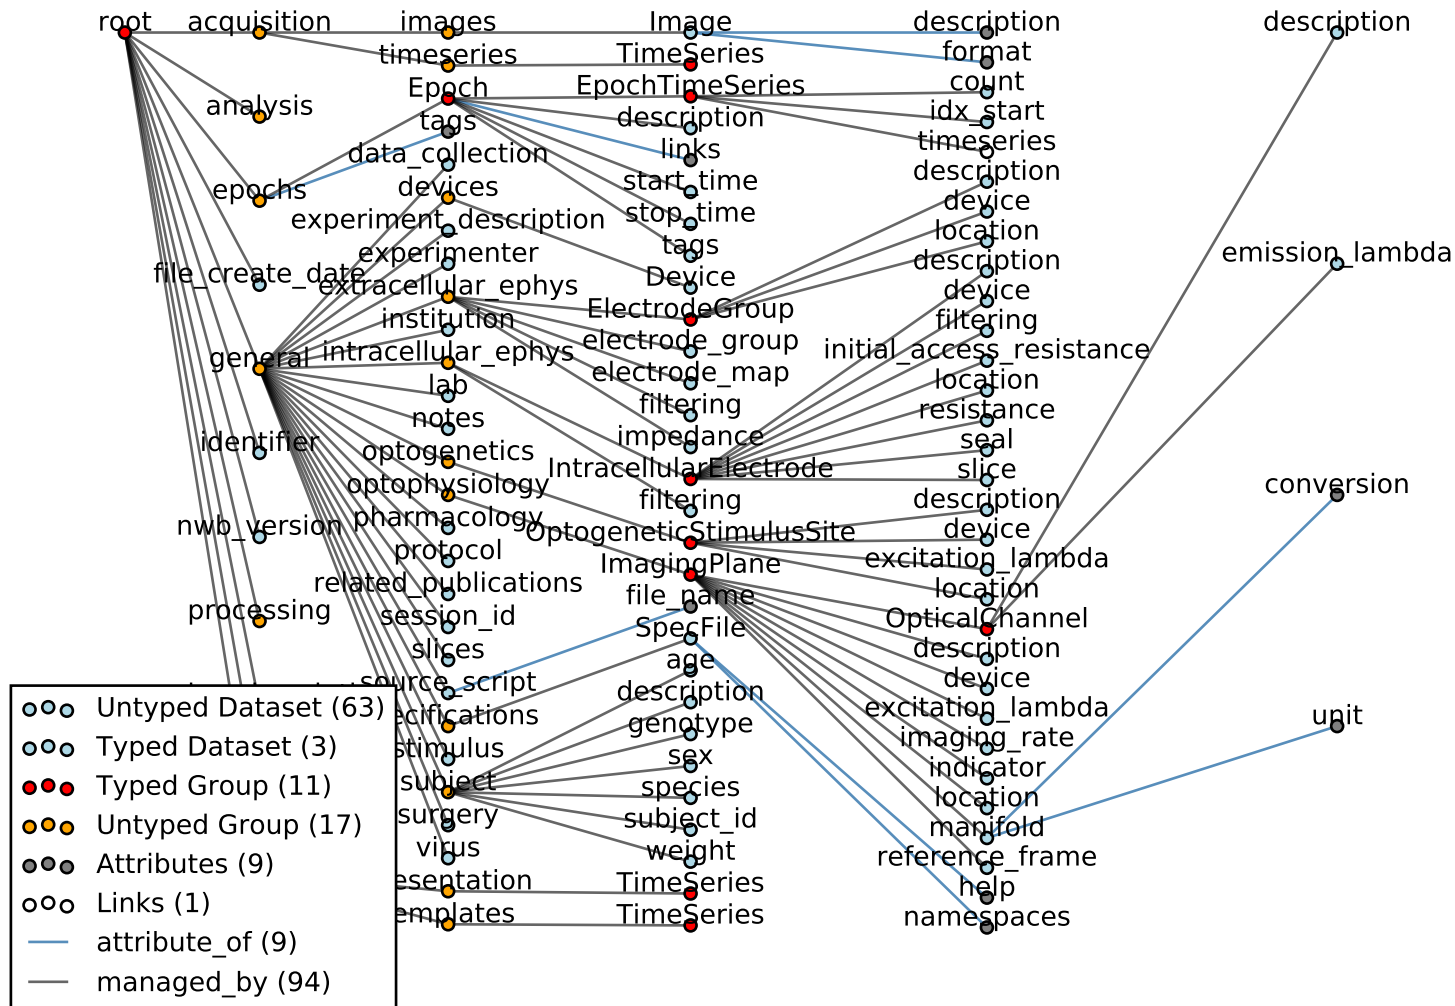 root
acquisition
analysis
epochs
file_create_date
general
identifier
nwb_version
processing
images
timeseries
Epoch
tags
data_collection
devices
experiment_description
experimenter
extracellular_ephys
institution
intracellular_ephys
lab
notes
optogenetics
optophysiology
pharmacology
protocol
related_publications
session_id
slices
source_script
ecifications
stimulus
subject
surgery
virus
esentation
emplates
Image
TimeSeries
EpochTimeSeries
description
links
start_time
stop_time
tags
Device
ElectrodeGroup
electrode_group
electrode_map
filtering
impedance
IntracellularElectrode
filtering
OptogeneticStimulusSite
ImagingPlane
file_name
SpecFile
age
description
genotype
sex
species
subject_id
weight
TimeSeries
TimeSeries
description
format
count
idx_start
timeseries
description
device
location
description
device
filtering
initial_access_resistance
location
resistance
seal
slice
description
device
excitation_lambda
location
OpticalChannel
description
device
excitation_lambda
imaging_rate
indicator
location
manifold
reference_frame
help
namespaces
description
emission_lambda
conversion
unit
Untyped Dataset (63)
Typed Dataset (3)
Typed Group (11)
Untyped Group (17)
Attributes (9)
Links (1)
attribute_of (9)
managed_by (94)